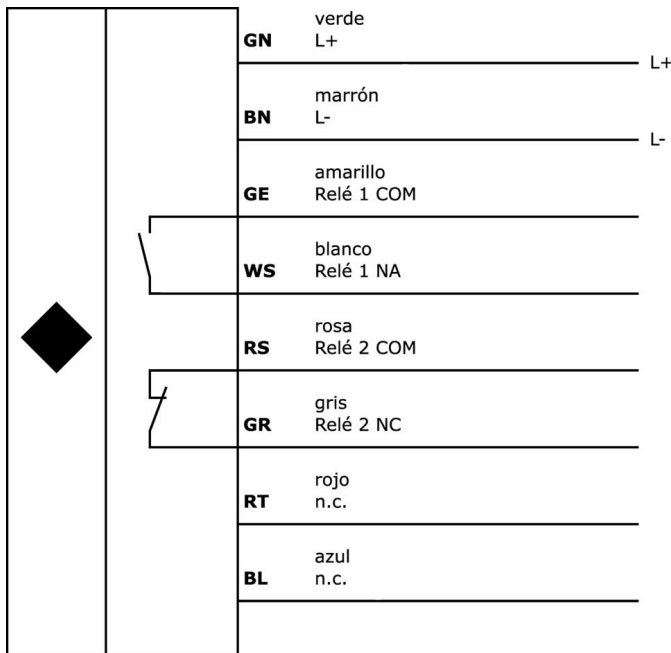 verde
GN L+
L+
marrón
BN L-
L-
amarillo
GE Relé 1 COM
blanco
WS Relé 1 NA
rosa
RS Relé 2 COM
gris
GR Relé 2 NC
rojo
RT n.c.
azul
BL n.c.